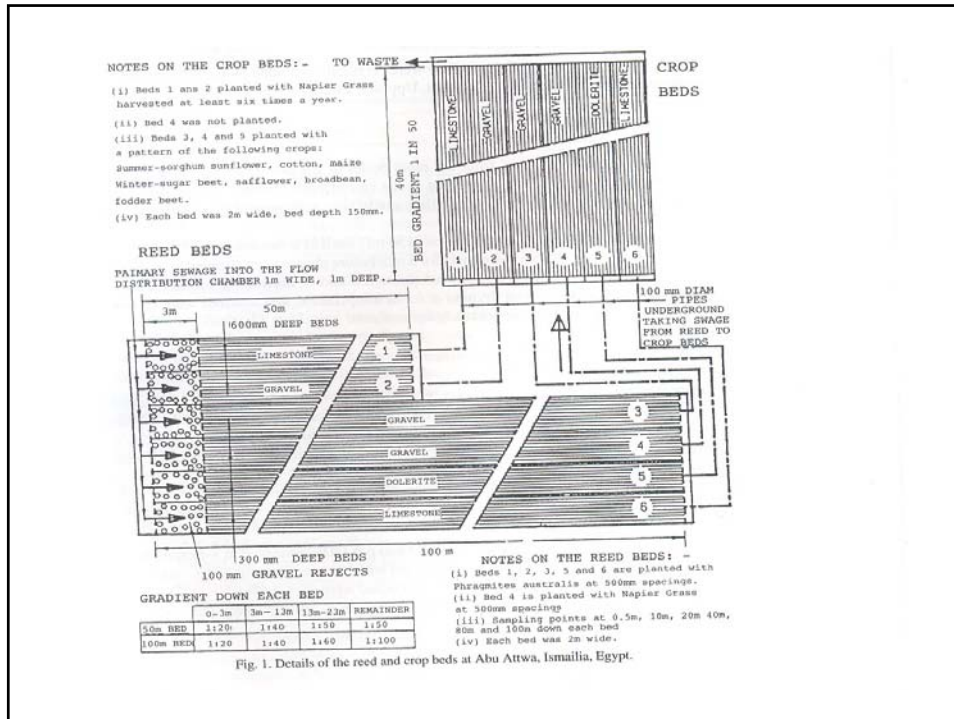 NOTES ON THE CROP BEDS:-
TO WASTE
CROP
BEDS
(i) Beds 1 ans 2 planted with Napier Grass
harvested at least six times a year.
(ii) Bed 4 was not planted.
(iii) Beds 3, 4 and 5 planted with
a pattern of the following crops:
Summer-sorghum sunflower, cotton, maize
Winter-sugar beet, safflower, broadbean,
fodder beet.
(iv) Each bed was 2m wide, bed depth 150mm.
40m
BED GRADIENT 1 IN 50
LIMESTONE
GRAVEL
GRAVEL
GRAVEL
DOLERITE
LIMESTONE
1 2 3 4 5 6
REED BEDS
PAIMARY SEWAGE INTO THE FLOW
DISTRIBUTION CHAMBER 1m WIDE, 1m DEEP.
3m
50m
600mm DEEP BEDS
100 mm DIAM
PIPES
UNDERGROUND
TAKING SWAGE
FROM REED TO
CROP BEDS
LIMESTONE
1
GRAVEL
2
GRAVEL
3
GRAVEL
4
DOLERITE
5
LIMESTONE
6
300 mm DEEP BEDS
100 m
100 mm GRAVEL REJECTS
NOTES ON THE REED BEDS: -
(i) Beds 1, 2, 3, 5 and 6 are planted with
Phragmites australis at 500mm spacings.
(ii) Bed 4 is planted with Napier Grass
at 500mm spacings
(iii) Sampling points at 0.5m, 10m, 20m 40m,
80m and 100m down each bed
(iv) Each bed was 2m wide.
GRADIENT DOWN EACH BED
0-3m 3m-13m 13m-23m REMAINDER
50m BED 1:20 1:40 1:50 1:50
100m BED 1:20 1:40 1:60 1:100
Fig. 1. Details of the reed and crop beds at Abu Attwa, Ismailia, Egypt.